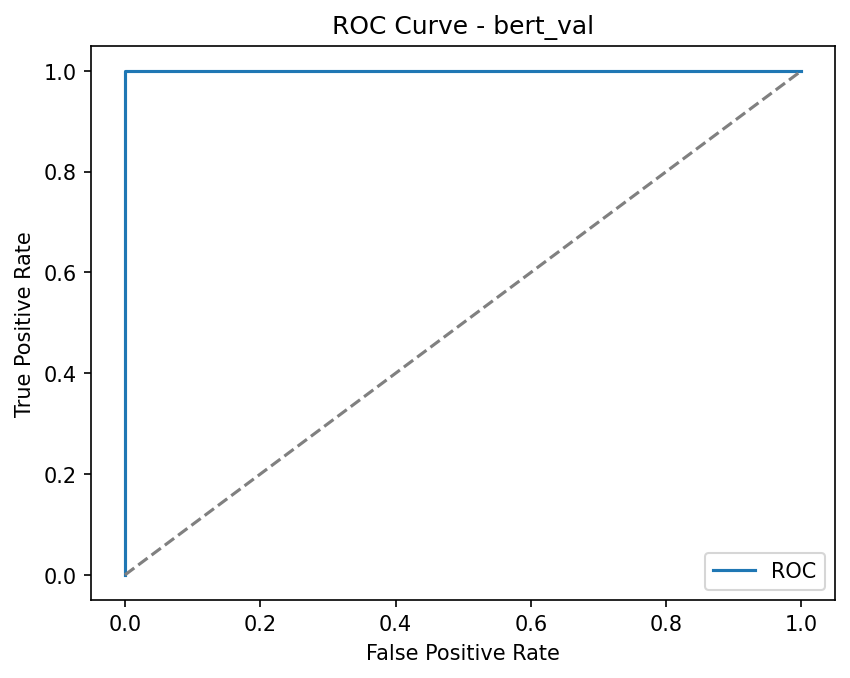 ROC Curve - bert_val
1.0
0.8
0.6
0.4
0.2
0.0
True Positive Rate
ROC
0.0 0.2 0.4 0.6 0.8 1.0
False Positive Rate